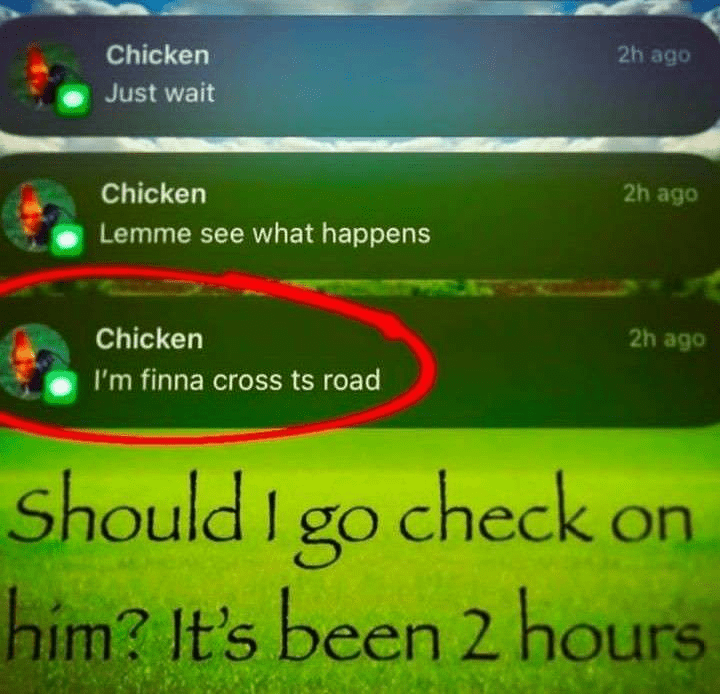 Chicken
2h ago
Just wait
Chicken
2h ago
Lemme see what happens
Chicken
2h ago
I'm finna cross ts road
Should I go check on
him? It's been 2 hours